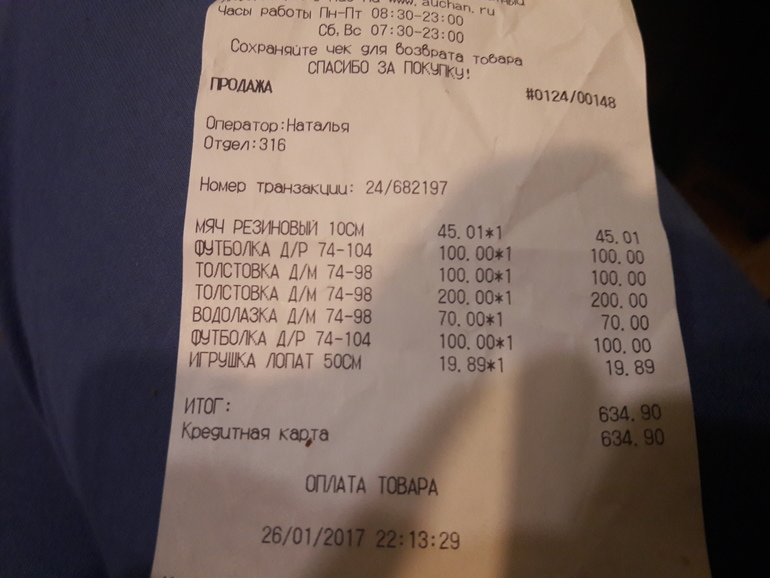 www.auchan.ru
Часы работы Пн-Пт 08:30-23:00
Сб,Вс 07:30-23:00
Сохраняйте чек для возврата товара
СПАСИБО ЗА ПОКУПКУ!
ПРОДАЖА #0124/00148
Оператор:Наталья
Отдел:316
Номер транзакции: 24/682197
МЯЧ РЕЗИНОВЫЙ 10СМ 45.01*1 45.01
ФУТБОЛКА Д/Р 74-104 100.00*1 100.00
ТОЛСТОВКА Д/М 74-98 100.00*1 100.00
ТОЛСТОВКА Д/М 74-98 200.00*1 200.00
ВОДОЛАЗКА Д/М 74-98 70.00*1 70.00
ФУТБОЛКА Д/Р 74-104 100.00*1 100.00
ИГРУШКА ЛОПАТ 50СМ 19.89*1 19.89
ИТОГ: 634.90
Кредитная карта 634.90
ОПЛАТА ТОВАРА
26/01/2017 22:13:29